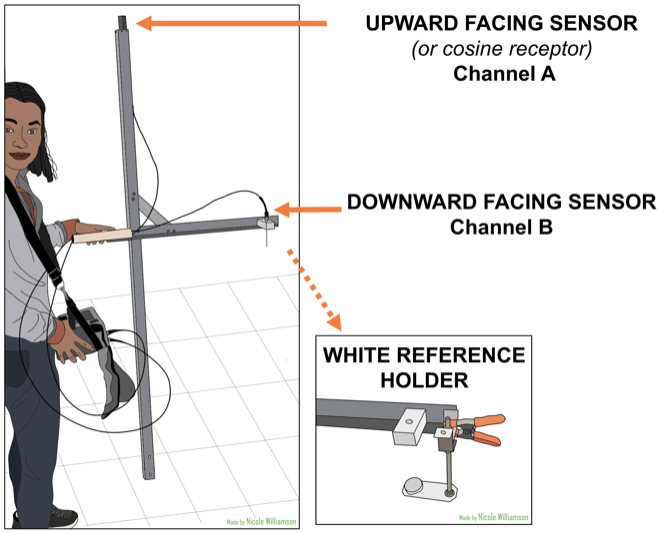 UPWARD FACING SENSOR
(or cosine receptor)
Channel A
DOWNWARD FACING SENSOR
Channel B
WHITE REFERENCE
HOLDER
Made by Nicole Williamson
Made by Nicole Williamson